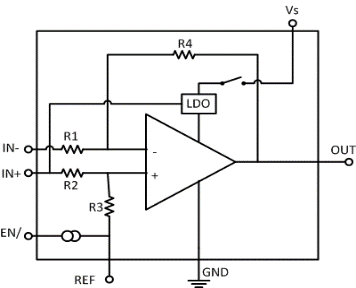 Vs
R4
LDO
R1
IN-
-
OUT
IN+
R2
+
R3
EN/
GND
REF